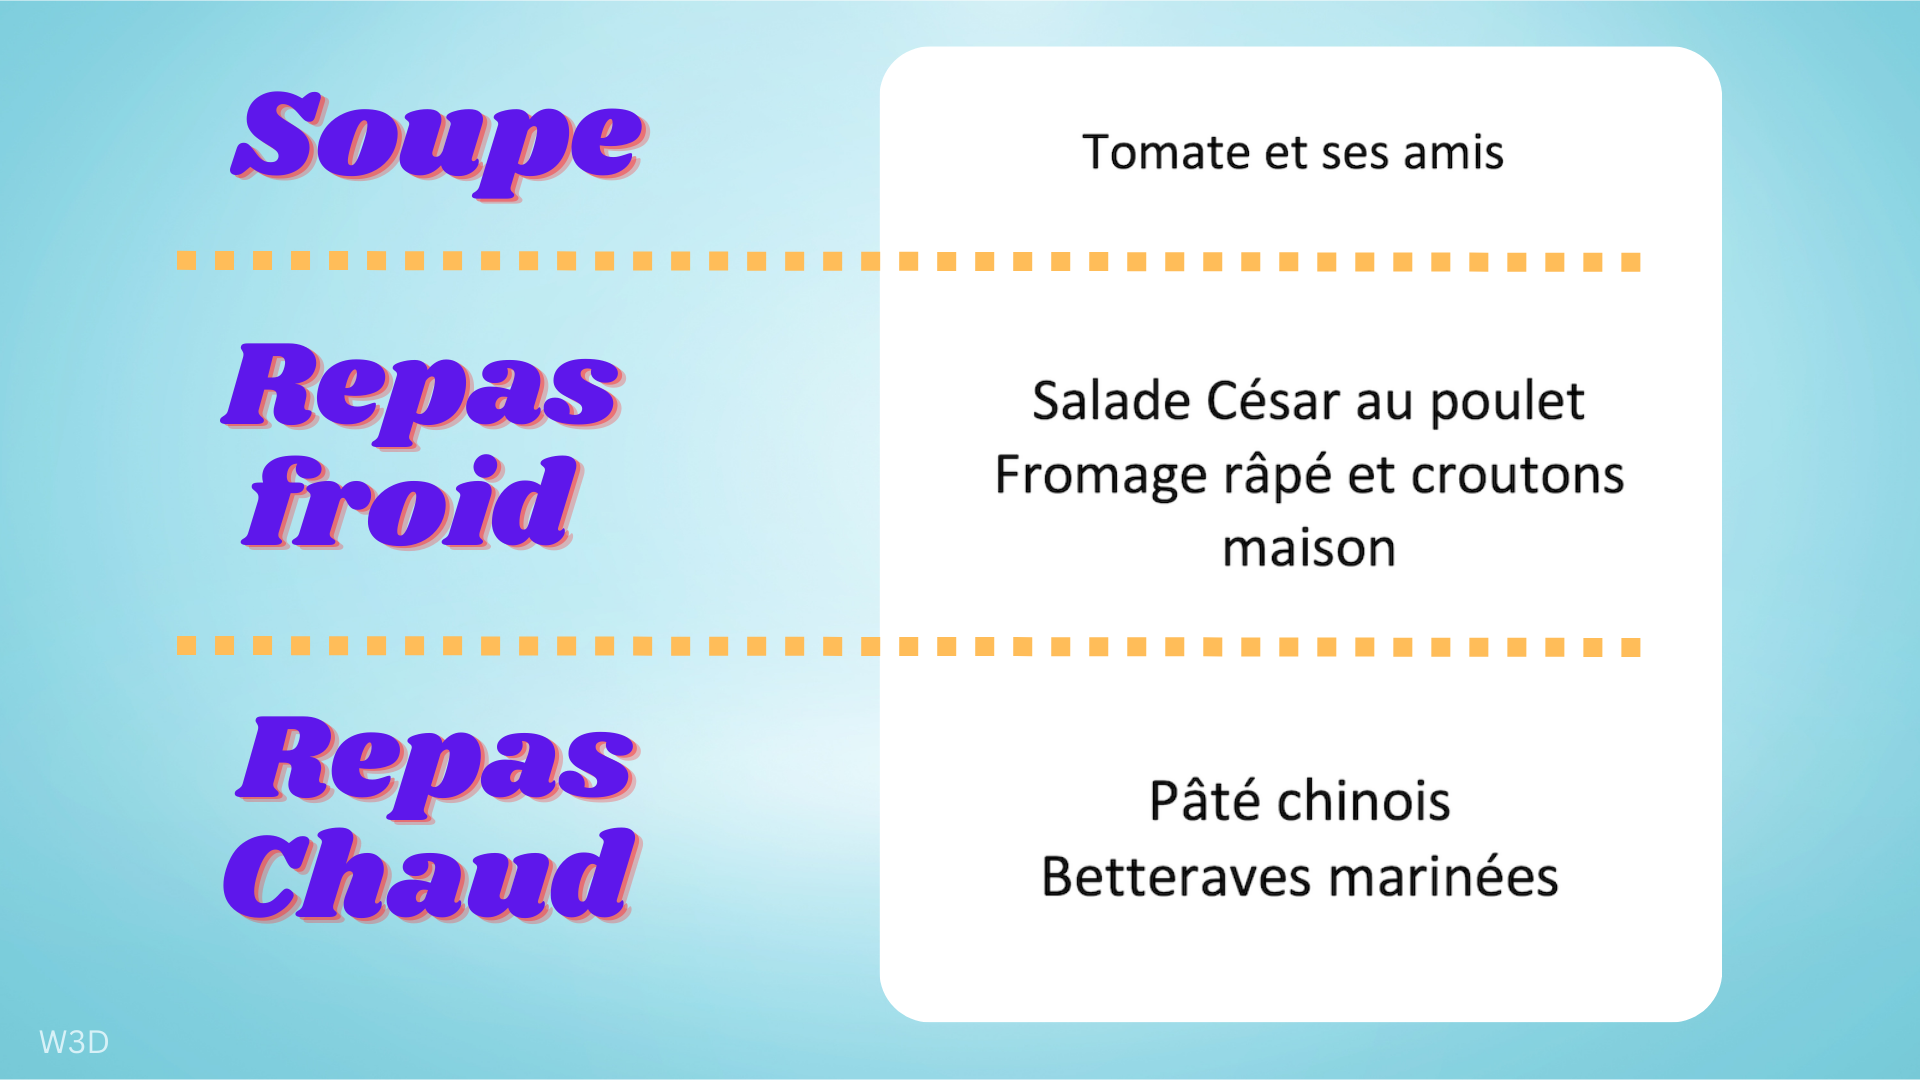 Soupe
Tomate et ses amis
Repas
froid
Salade César au poulet
Fromage râpé et croutons
maison
Repas
Chaud
Pâté chinois
Betteraves marinées
W3D